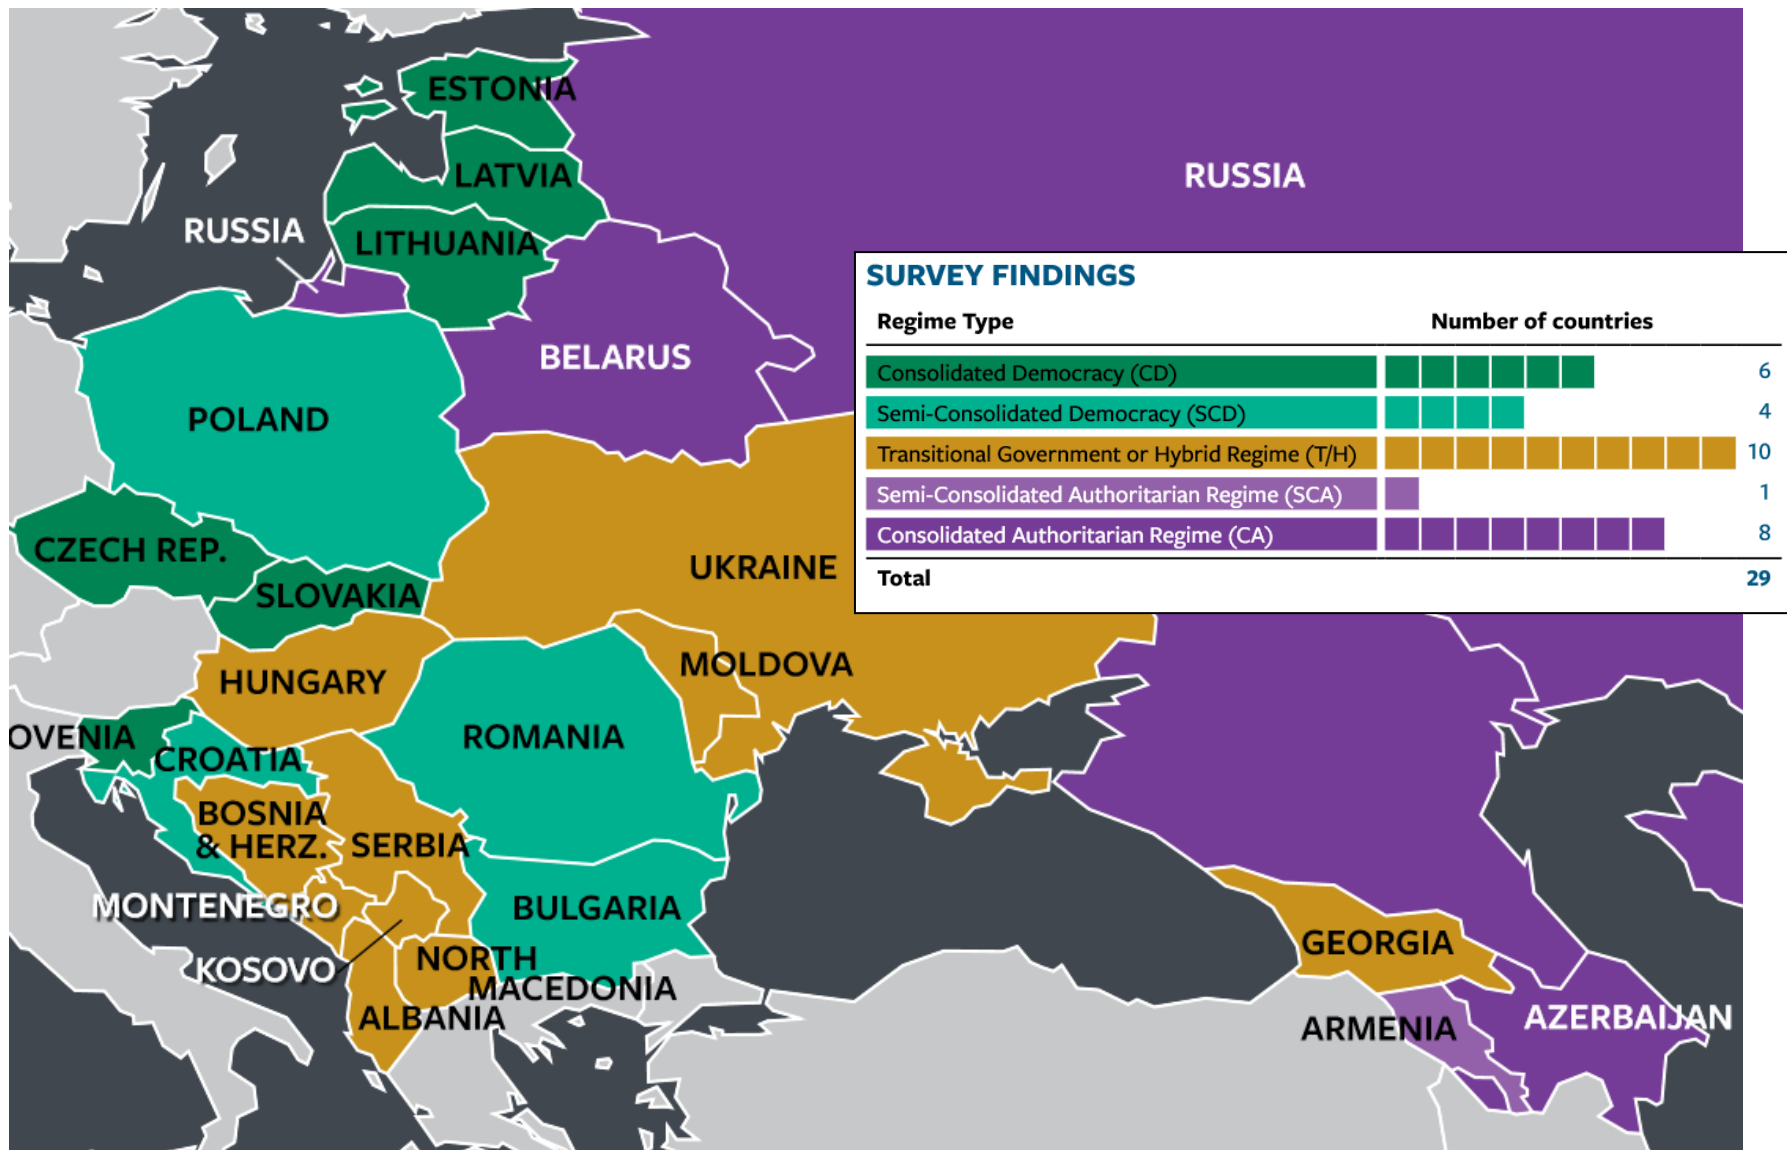 ESTONIA
LATVIA
RUSSIA
RUSSIA
LITHUANIA
BELARUS
POLAND
CZECH REP.
SLOVAKIA
UKRAINE
HUNGARY
MOLDOVA
OVENIA
CROATIA
ROMANIA
BOSNIA
& HERZ.
SERBIA
MONTENEGRO
BULGARIA
KOSOVO
NORTH
MACEDONIA
ALBANIA
GEORGIA
ARMENIA
AZERBAIJAN
SURVEY FINDINGS
Regime Type Number of countries
Consolidated Democracy (CD) 6
Semi-Consolidated Democracy (SCD) 4
Transitional Government or Hybrid Regime (T/H) 10
Semi-Consolidated Authoritarian Regime (SCA) 1
Consolidated Authoritarian Regime (CA) 8
Total 29